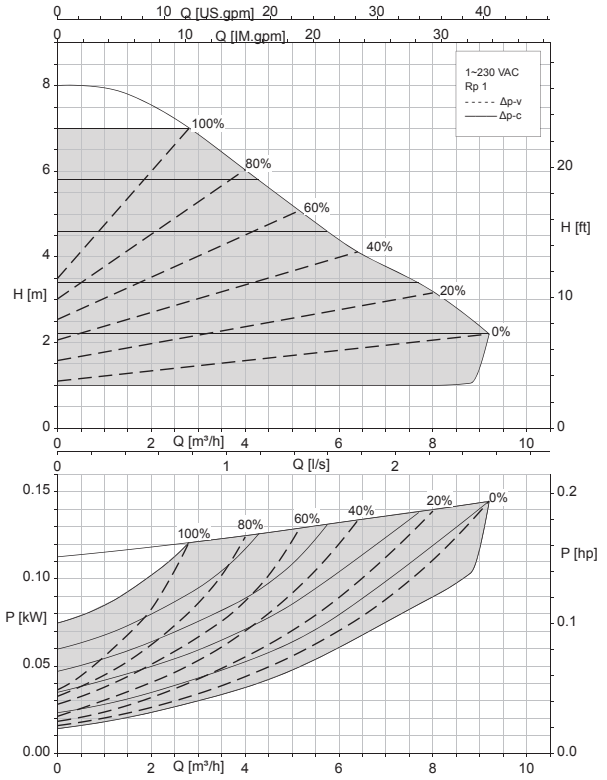 0 10 20 30 40
Q [US.gpm]
0 10 20 30
Q [IM.gpm]
8
6
4
H [m]
2
0
1~230 VAC
Rp 1
Δp-v
Δp-c
100%
80%
60%
40%
20%
0%
20
H [ft]
10
0
0 2 4 6 8 10
Q [m³/h]
0 1 2
Q [l/s]
0.15
0.10
P [kW]
0.05
0.00
100%
80%
60%
40%
20%
0%
0.2
P [hp]
0.1
0.0
0 2 4 6 8 10
Q [m³/h]